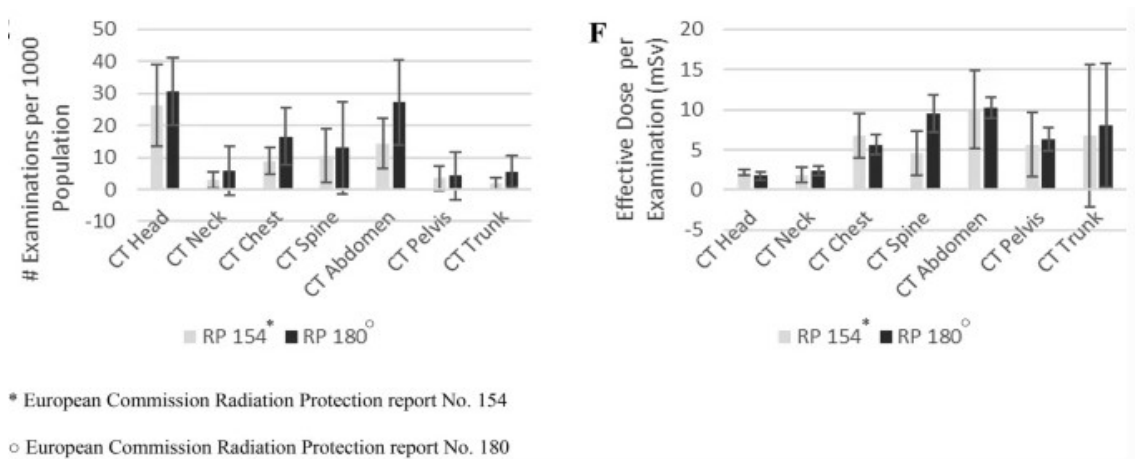 # Examinations per 1000
Population
50
40
30
20
10
0
-10
CT Head
CT Neck
CT Chest
CT Spine
CT Abdomen
CT Pelvis
CT Trunk
RP 154* RP 180○
F
Effective Dose per
Examination (mSv)
20
15
10
5
0
-5
CT Head
CT Neck
CT Chest
CT Spine
CT Abdomen
CT Pelvis
CT Trunk
RP 154* RP 180○
* European Commission Radiation Protection report No. 154
○ European Commission Radiation Protection report No. 180